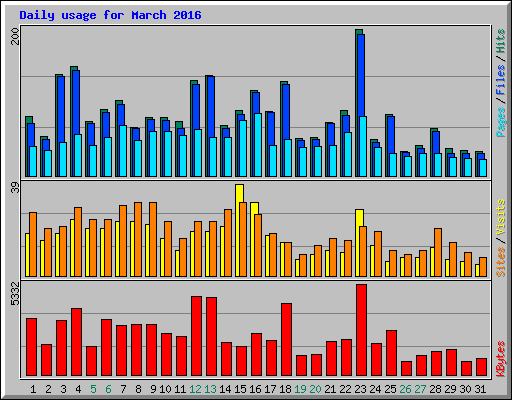 Daily usage for March 2016
200
Pages / Files / Hits
39
Sites / Visits
5332
KBytes
1 2 3 4 5 6 7 8 9 10 11 12 13 14 15 16 17 18 19 20 21 22 23 24 25 26 27 28 29 30 31